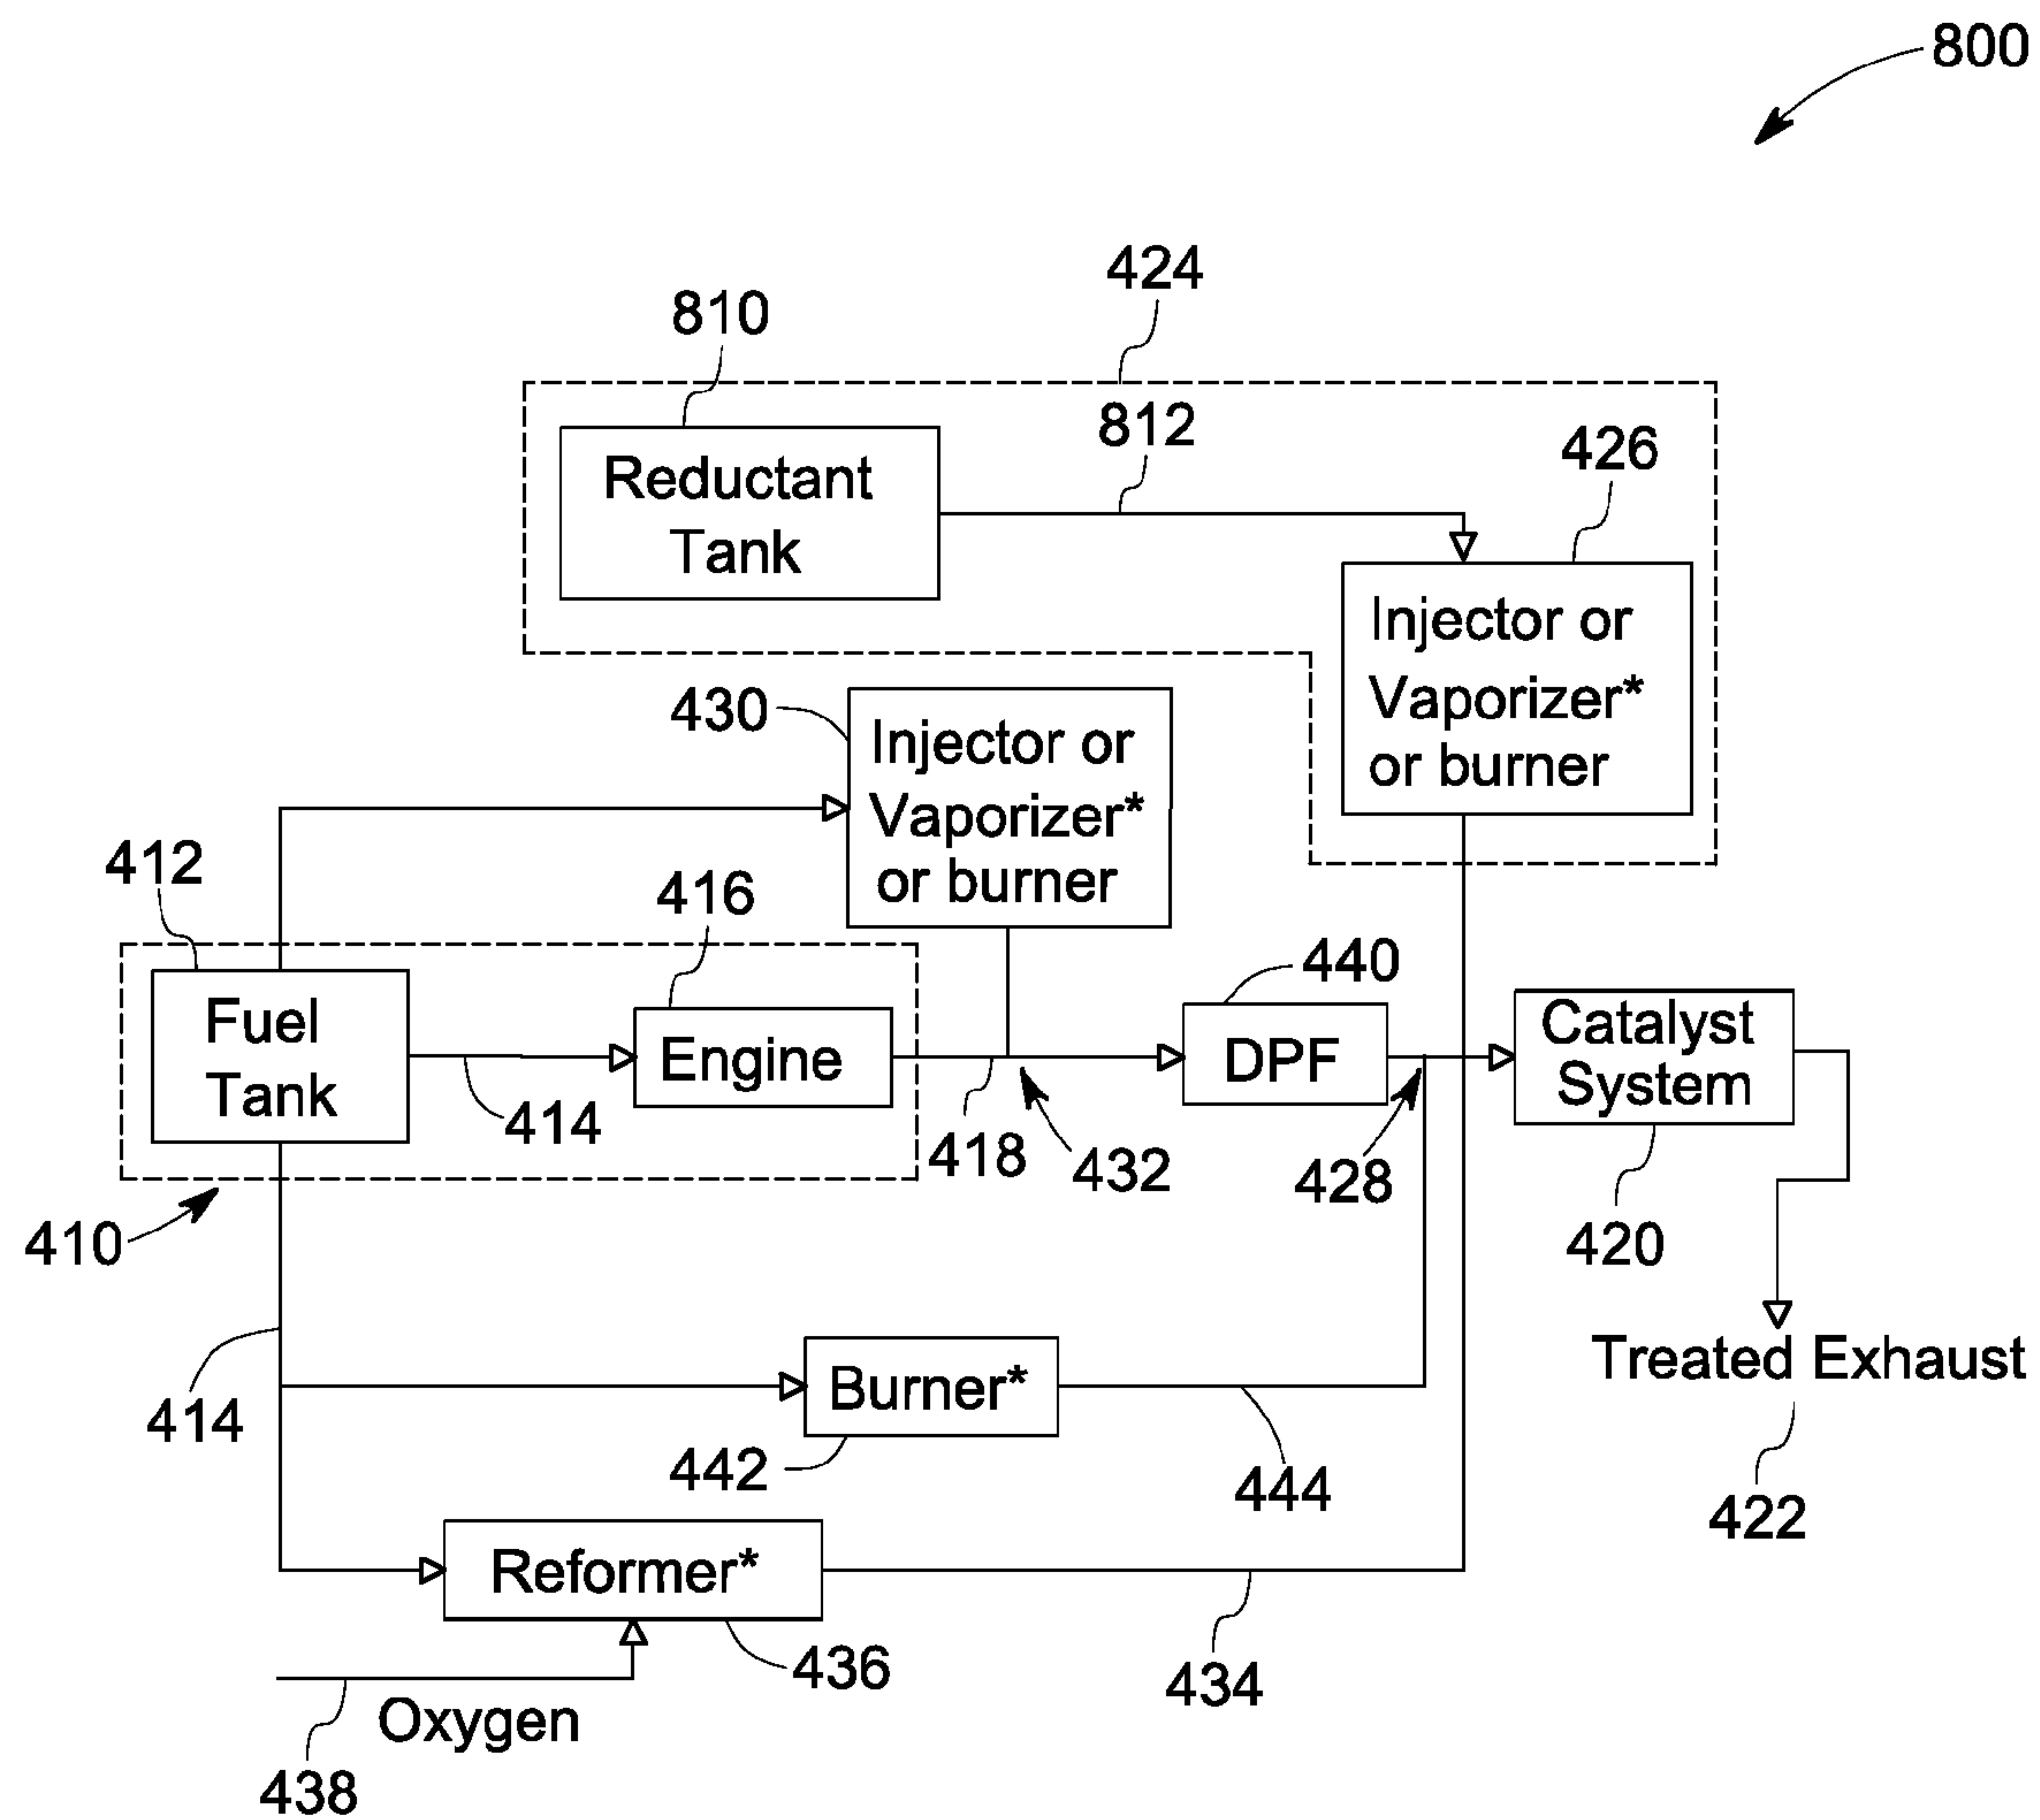 800
424
810
812
426
Reductant
Tank
Injector or
Vaporizer*
or burner
430
Injector or
Vaporizer*
or burner
412
416
440
Fuel
Tank
Engine
DPF
Catalyst
System
414
418
432
428
420
410
Treated Exhaust
414
Burner*
442
444
422
Reformer*
436
434
Oxygen
438